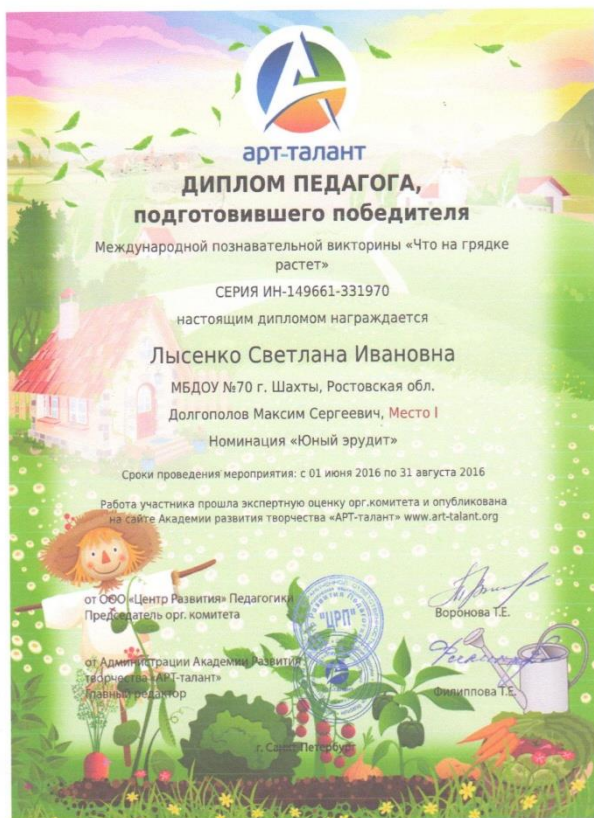 арт-талант
ДИПЛОМ ПЕДАГОГА,
подготовившего победителя
Международной познавательной викторины «Что на грядке
растет»
СЕРИЯ ИН-149661-331970
настоящим дипломом награждается
Лысенко Светлана Ивановна
МБДОУ №70 г. Шахты, Ростовская обл.
Долгополов Максим Сергеевич, Место I
Номинация «Юный эрудит»
Сроки проведения мероприятия: с 01 июня 2016 по 31 августа 2016
Работа участника прошла экспертную оценку орг.комитета и опубликована
на сайте Академии развития творчества «АРТ-талант» www.art-talant.org
от ООО «Центр Развития» Педагогики
Председатель орг. комитета
"ЦРП"
Воронова Т.Е.
от Администрации Академии Развития
творчества «АРТ-талант»
главный редактор
Филиппова Т.Е.
г. Санкт-Петербург